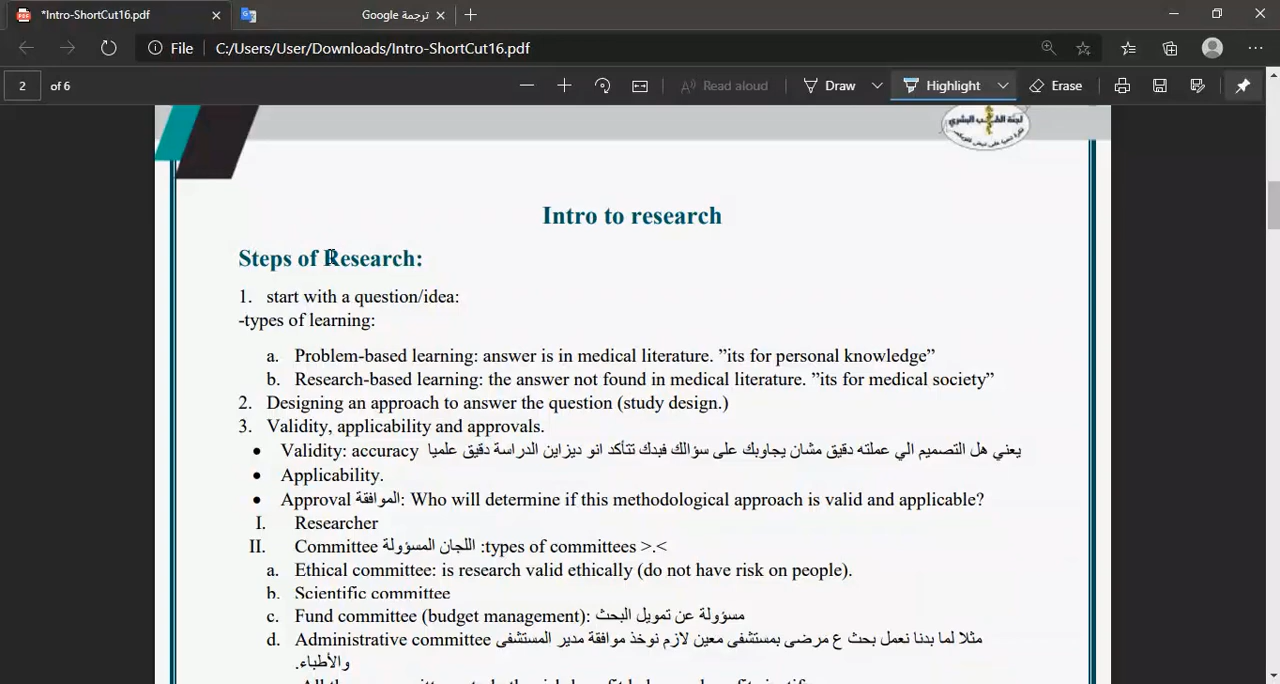 *Intro-ShortCut16.pdf
ترجمة Google
File C:/Users/User/Downloads/Intro-ShortCut16.pdf
2 of 6 Read aloud Draw Highlight Erase
لجنة الطب البشري
Intro to research
Steps of Research:
1. start with a question/idea:
-types of learning:
a. Problem-based learning: answer is in medical literature. ”its for personal knowledge”
b. Research-based learning: the answer not found in medical literature. ”its for medical society”
2. Designing an approach to answer the question (study design.)
3. Validity, applicability and approvals.
• Validity: accuracy يعني هل التصميم الي عملته دقيق مشان يجاوبك على سؤالك فبدك تتأكد انو ديزاين الدراسة دقيق علميا
• Applicability.
• Approval الموافقة: Who will determine if this methodological approach is valid and applicable?
I. Researcher
II. Committee اللجان المسؤولة :types of committees >.<
a. Ethical committee: is research valid ethically (do not have risk on people).
b. Scientific committee
c. Fund committee (budget management): مسؤولة عن تمويل البحث
d. Administrative committee مثلا لما بدنا نعمل بحث ع مرضى بمستشفى معين لازم نوخذ موافقة مدير المستشفى
والأطباء.